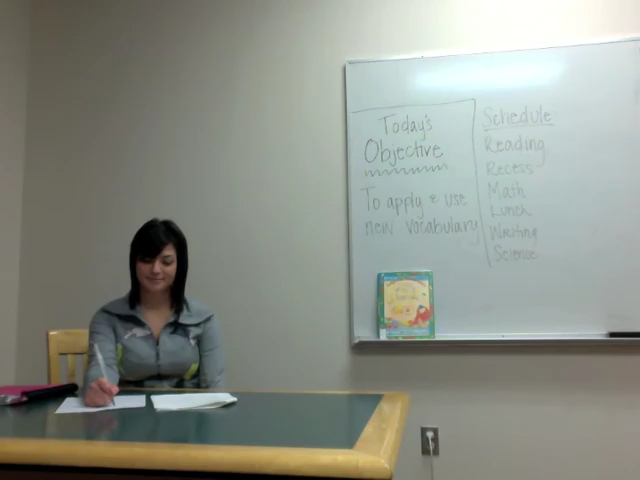 Today's
Objective
To apply & use
new vocabulary
Schedule
Reading
Recess
Math
Lunch
Writing
Science